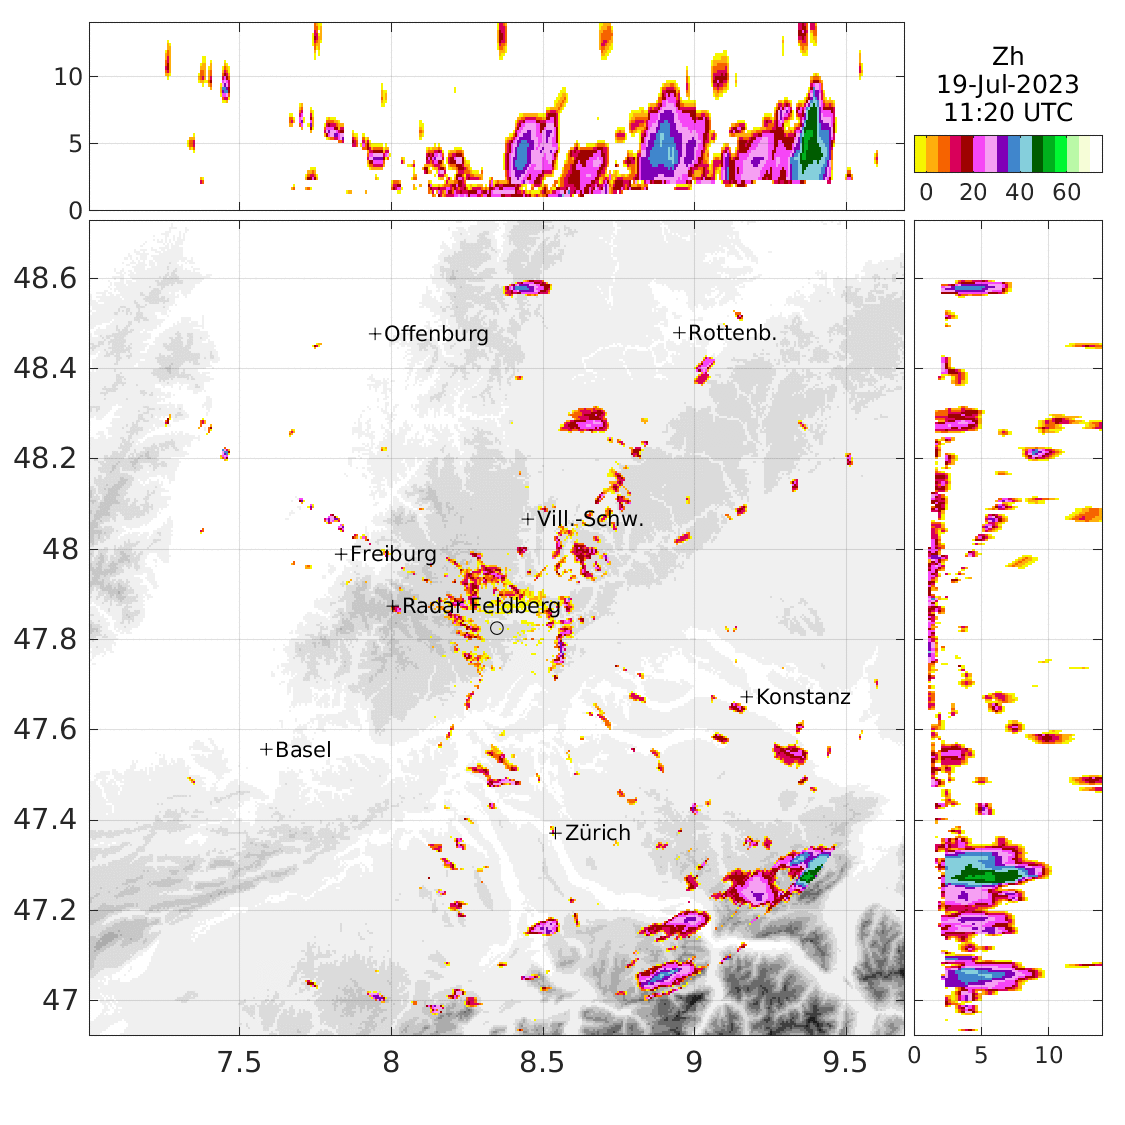 Zh
19-Jul-2023
11:20 UTC
0 20 40 60
10
5
0
48.6
48.4
48.2
48
47.8
47.6
47.4
47.2
47
+Offenburg
+Rottenb.
+Vill.-Schw.
+Freiburg
+Radar Feldberg
+Konstanz
+Basel
+Zürich
7.5 8 8.5 9 9.5
0 5 10